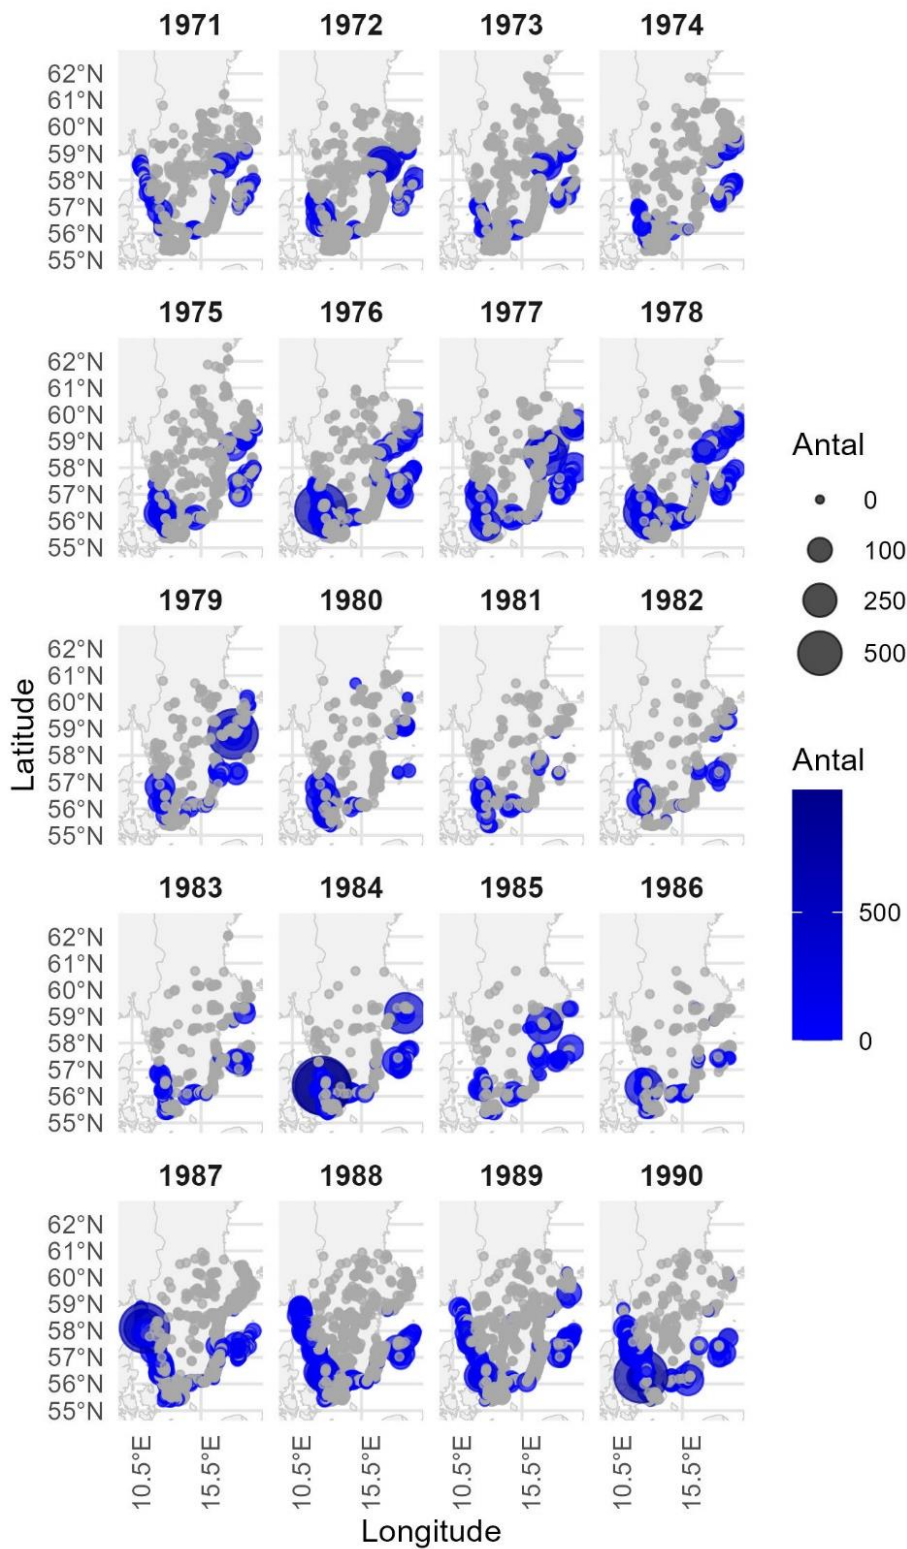 1971 1972 1973 1974
62°N
61°N
60°N
59°N
58°N
57°N
56°N
55°N
1975 1976 1977 1978
62°N
61°N
60°N
59°N
58°N
57°N
56°N
55°N
1979 1980 1981 1982
62°N
61°N
60°N
59°N
58°N
57°N
56°N
55°N
1983 1984 1985 1986
62°N
61°N
60°N
59°N
58°N
57°N
56°N
55°N
1987 1988 1989 1990
62°N
61°N
60°N
59°N
58°N
57°N
56°N
55°N
10.5°E 15.5°E 10.5°E 15.5°E 10.5°E 15.5°E 10.5°E 15.5°E
Longitude
Latitude
Antal
0
100
250
500
Antal
500
0